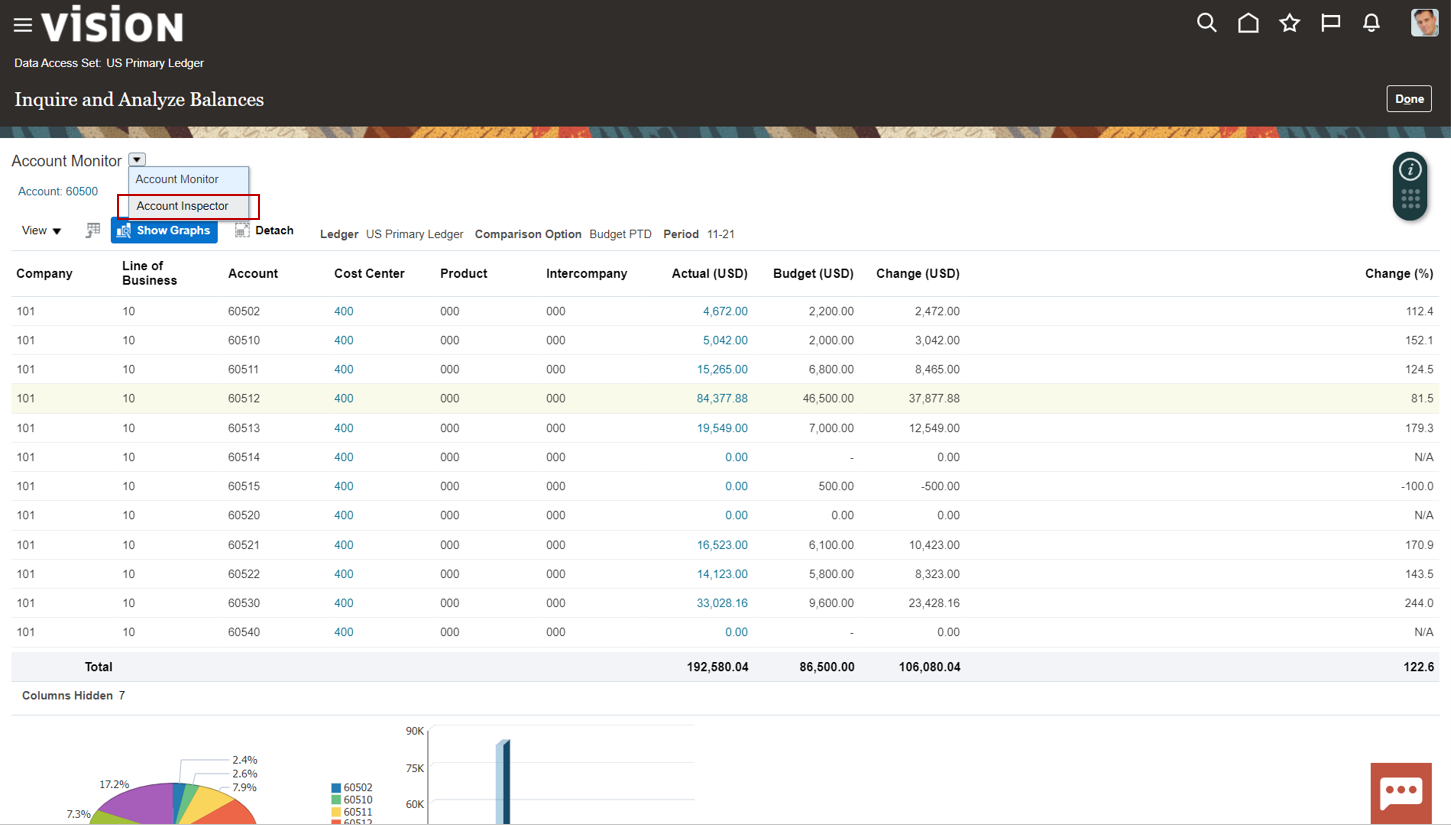 VISION
Data Access Set: US Primary Ledger
Inquire and Analyze Balances
Done
Account Monitor
Account Monitor
Account: 60500
Account Inspector
View Show Graphs Detach Ledger US Primary Ledger Comparison Option Budget PTD Period 11-21
Company Line of Business Account Cost Center Product Intercompany Actual (USD) Budget (USD) Change (USD) Change (%)
101 10 60502 400 000 000 4,672.00 2,200.00 2,472.00 112.4
101 10 60510 400 000 000 5,042.00 2,000.00 3,042.00 152.1
101 10 60511 400 000 000 15,265.00 6,800.00 8,465.00 124.5
101 10 60512 400 000 000 84,377.88 46,500.00 37,877.88 81.5
101 10 60513 400 000 000 19,549.00 7,000.00 12,549.00 179.3
101 10 60514 400 000 000 0.00 - 0.00 N/A
101 10 60515 400 000 000 0.00 500.00 -500.00 -100.0
101 10 60520 400 000 000 0.00 0.00 0.00 N/A
101 10 60521 400 000 000 16,523.00 6,100.00 10,423.00 170.9
101 10 60522 400 000 000 14,123.00 5,800.00 8,323.00 143.5
101 10 60530 400 000 000 33,028.16 9,600.00 23,428.16 244.0
101 10 60540 400 000 000 0.00 - 0.00 N/A
Total 192,580.04 86,500.00 106,080.04 122.6
Columns Hidden 7
2.4%
2.6%
7.9%
17.2%
7.3%
60502
60510
60511
60512
90K
75K
60K